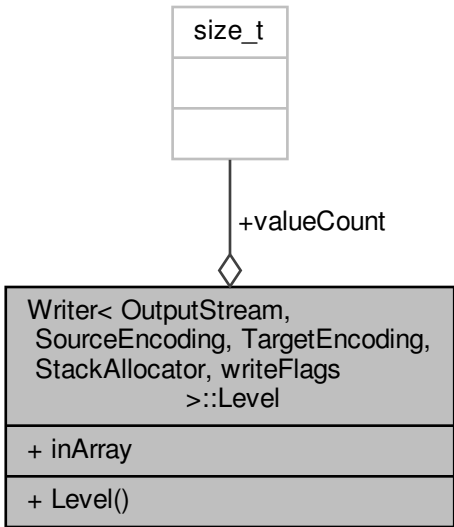 size_t
+valueCount
Writer< OutputStream,
SourceEncoding, TargetEncoding,
StackAllocator, writeFlags
>::Level
+ inArray
+ Level()